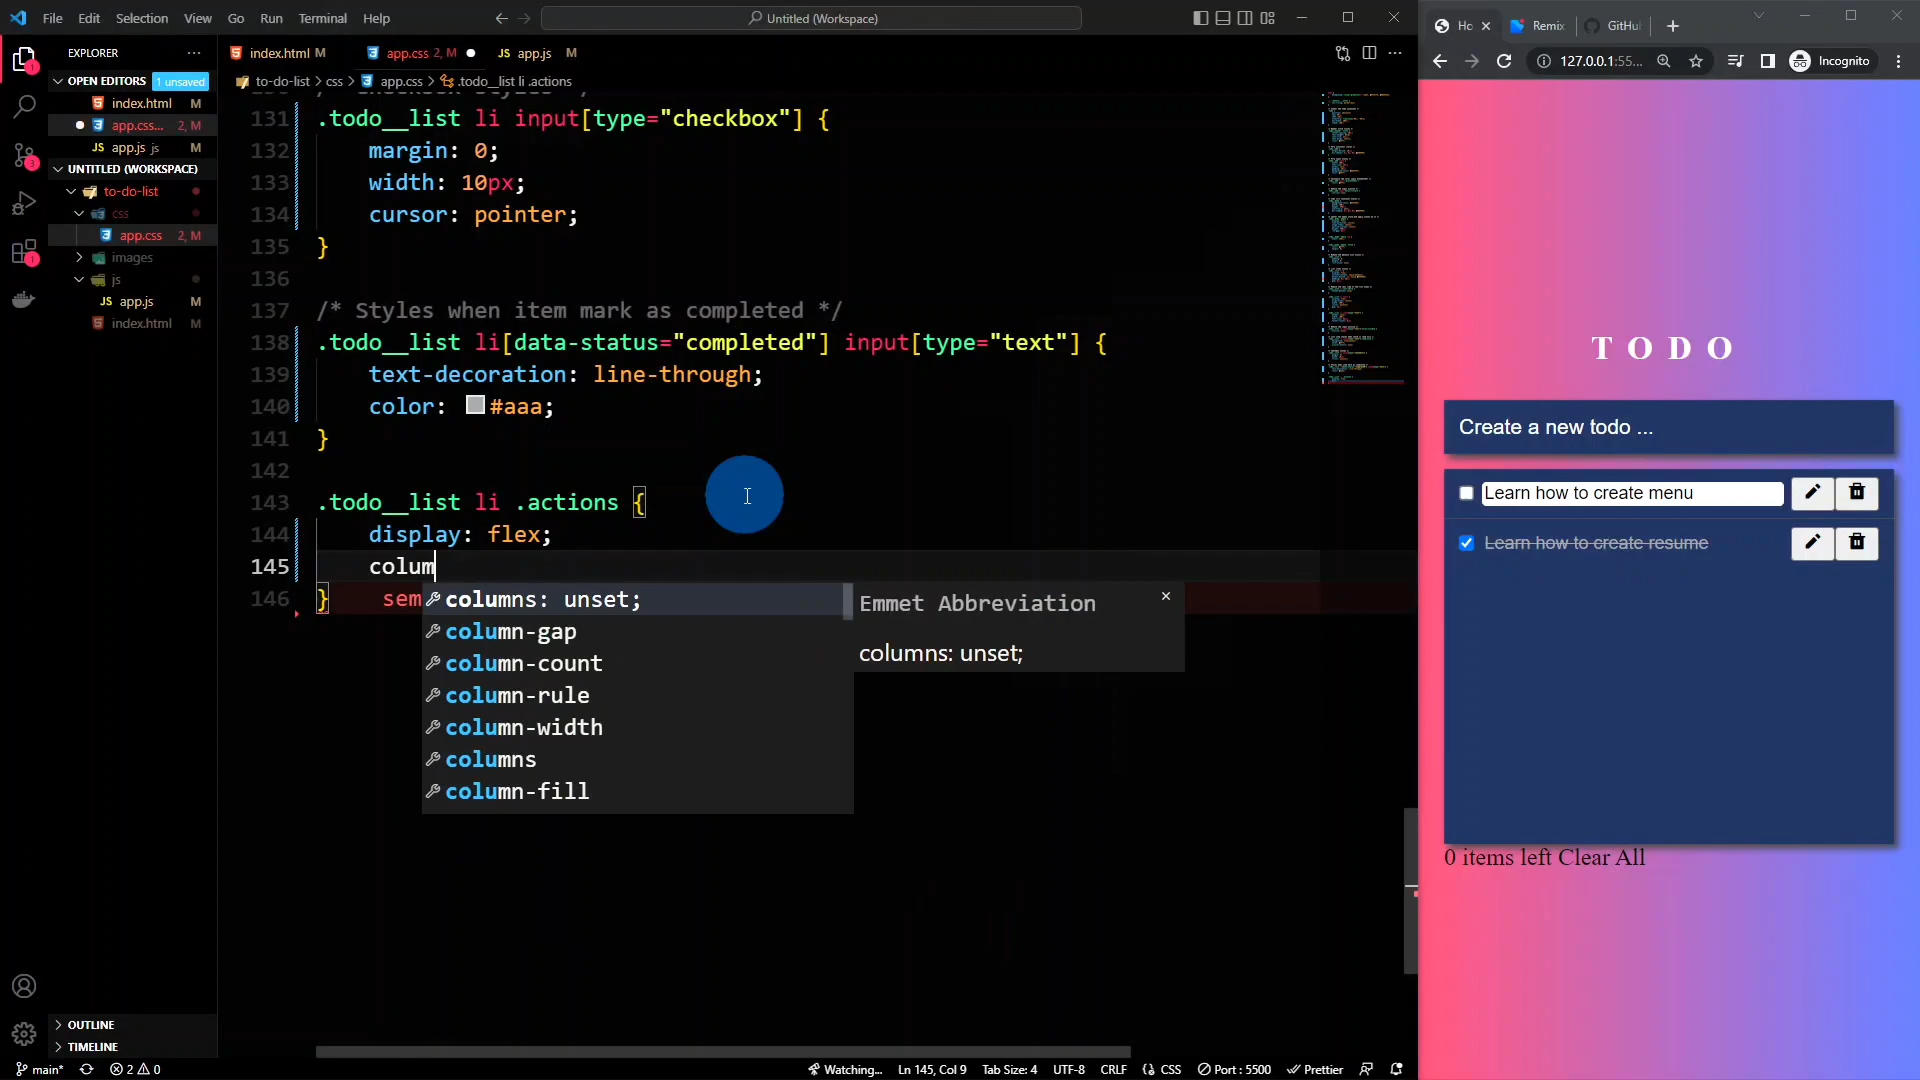 File Edit Selection View Go Run Terminal Help
Untitled (Workspace)
EXPLORER
OPEN EDITORS 1 unsaved
index.html M
app.css... 2, M
app.js js M
UNTITLED (WORKSPACE)
to-do-list
css
app.css 2, M
images
js
app.js M
index.html M
OUTLINE
TIMELINE
index.html M app.css 2, M app.js M
to-do-list > css > app.css > .todo__list li .actions
131 .todo__list li input[type="checkbox"] {
132 margin: 0;
133 width: 10px;
134 cursor: pointer;
135 }
136
137 /* Styles when item mark as completed */
138 .todo__list li[data-status="completed"] input[type="text"] {
139 text-decoration: line-through;
140 color: #aaa;
141 }
142
143 .todo__list li .actions {
144 display: flex;
145 colum
146 } sem
columns: unset;
column-gap
column-count
column-rule
column-width
columns
column-fill
Emmet Abbreviation
columns: unset;
main* 2 0 Watching... Ln 145, Col 9 Tab Size: 4 UTF-8 CRLF CSS Port : 5500 Prettier
Ho Remix GitHu
127.0.0.1:55... Incognito
TODO
Create a new todo ...
Learn how to create menu
Learn how to create resume
0 items left Clear All